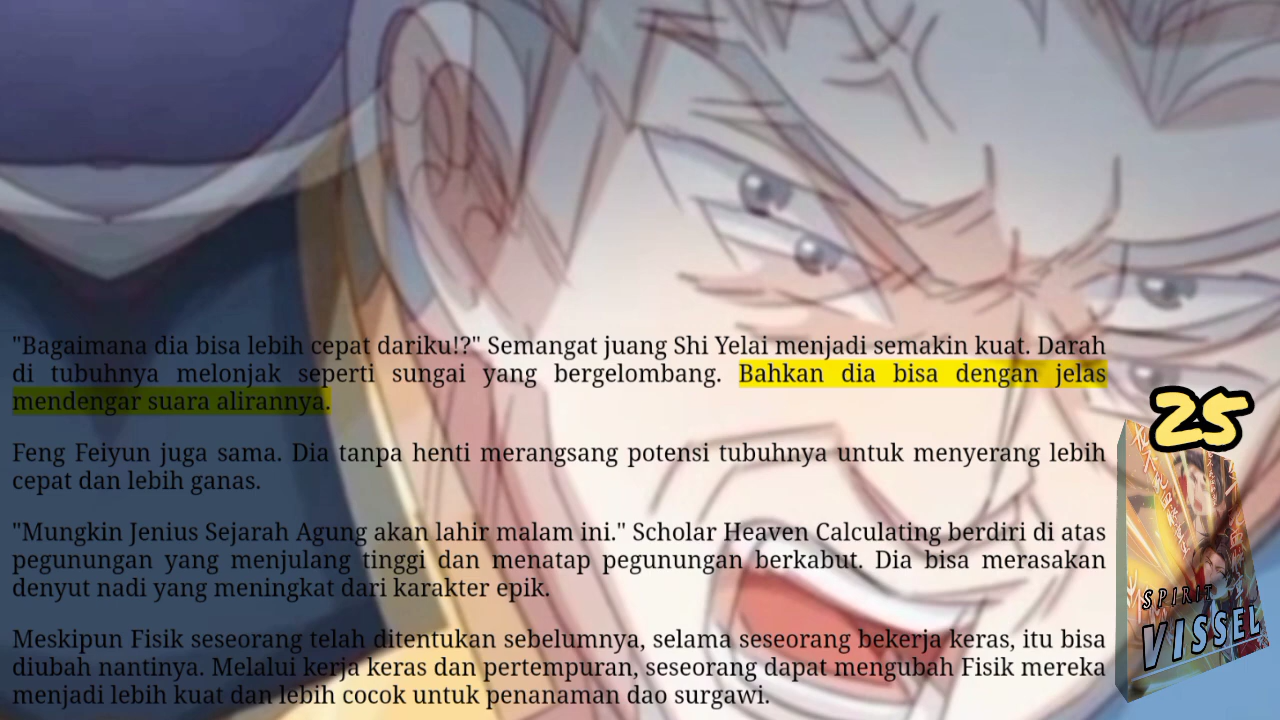 "Bagaimana dia bisa lebih cepat dariku!?" Semangat juang Shi Yelai menjadi semakin kuat. Darah
di tubuhnya melonjak seperti sungai yang bergelombang. Bahkan dia bisa dengan jelas
mendengar suara alirannya.
Feng Feiyun juga sama. Dia tanpa henti merangsang potensi tubuhnya untuk menyerang lebih
cepat dan lebih ganas.
"Mungkin Jenius Sejarah Agung akan lahir malam ini." Scholar Heaven Calculating berdiri di atas
pegunungan yang menjulang tinggi dan menatap pegunungan berkabut. Dia bisa merasakan
denyut nadi yang meningkat dari karakter epik.
Meskipun Fisik seseorang telah ditentukan sebelumnya, selama seseorang bekerja keras, itu bisa
diubah nantinya. Melalui kerja keras dan pertempuran, seseorang dapat mengubah Fisik mereka
menjadi lebih kuat dan lebih cocok untuk penanaman dao surgawi.
25
SPIRIT
VISSEL